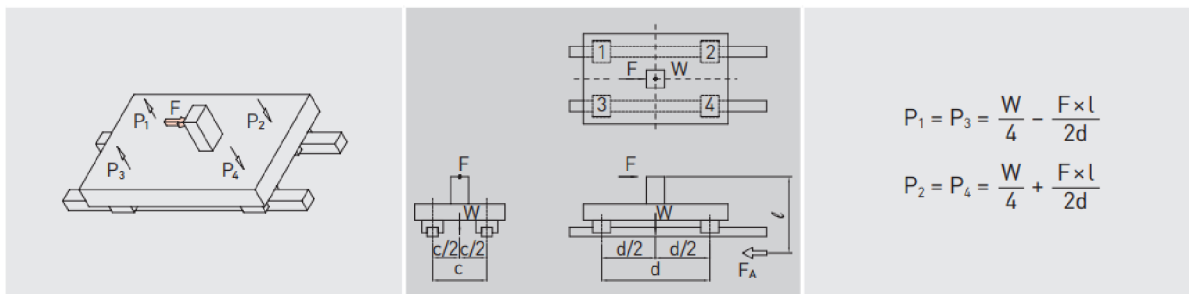 F
P₁
P₂
P₃
P₄
1
2
F
W
3
4
F
F
W
W
l
c/2 c/2
d/2
d/2
c
d
F_A
P₁ = P₃ = W/4 − F×l/2d
P₂ = P₄ = W/4 + F×l/2d